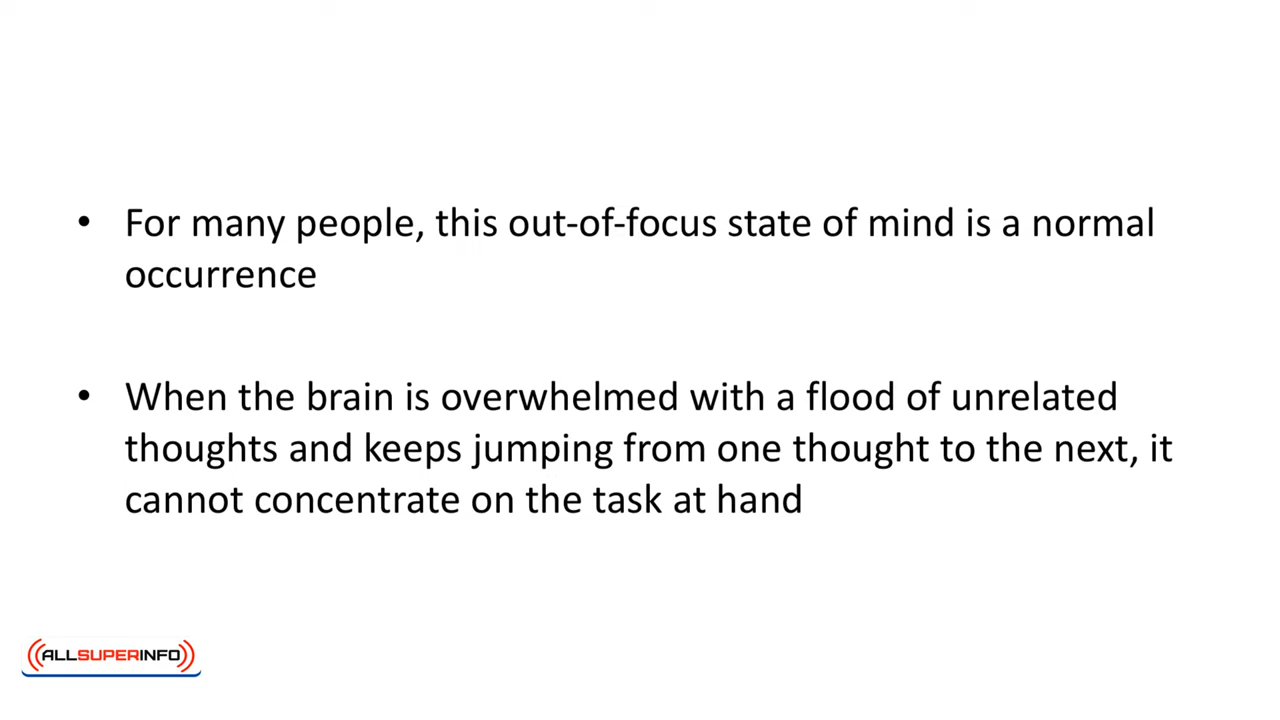 • For many people, this out-of-focus state of mind is a normal
occurrence
• When the brain is overwhelmed with a flood of unrelated
thoughts and keeps jumping from one thought to the next, it
cannot concentrate on the task at hand
ALLSUPERINFO